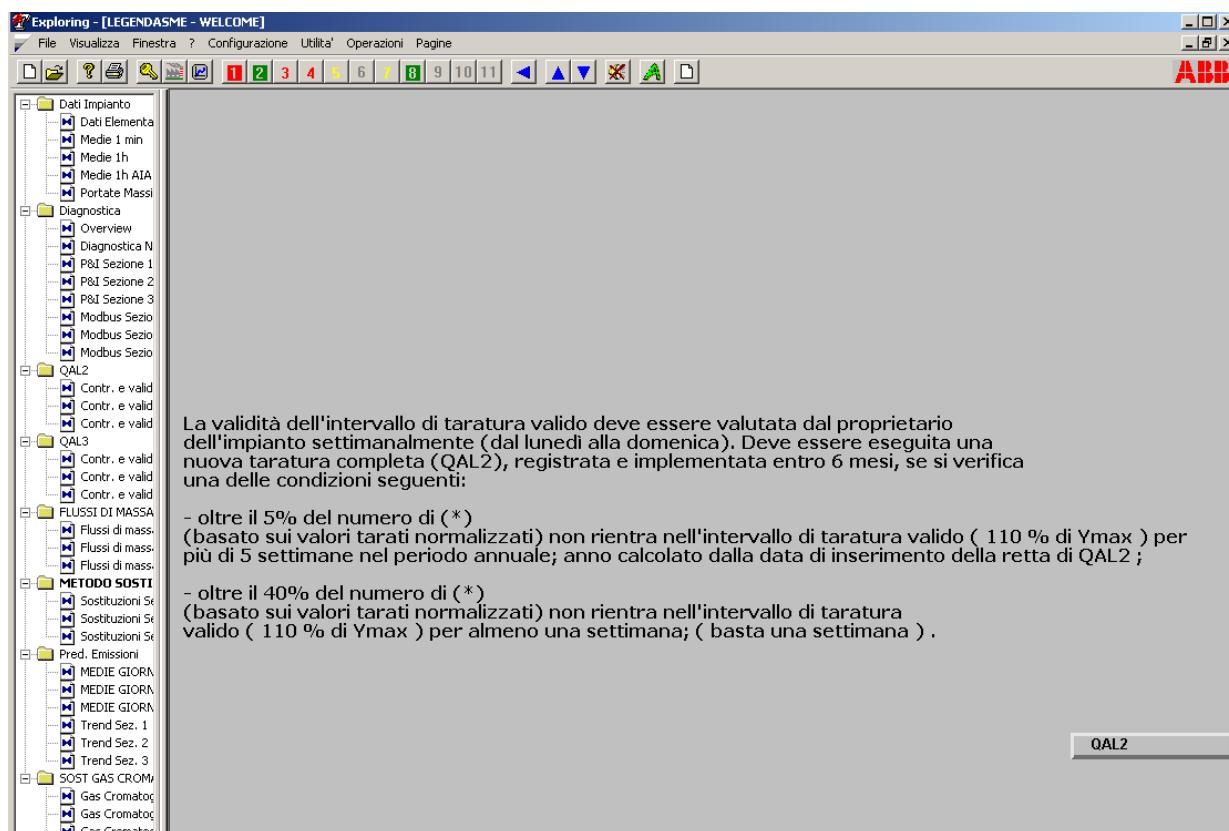 Exploring - [LEGENDASME - WELCOME]
File Visualizza Finestra ? Configurazione Utilita' Operazioni Pagine
1 2 3 4 5 6 7 8 9 10 11
ABB
Dati Impianto
Dati Elementa
Medie 1 min
Medie 1h
Medie 1h AIA
Portate Massi
Diagnostica
Overview
Diagnostica N
P&I Sezione 1
P&I Sezione 2
P&I Sezione 3
Modbus Sezio
Modbus Sezio
Modbus Sezio
QAL2
Contr. e valid
Contr. e valid
Contr. e valid
QAL3
Contr. e valid
Contr. e valid
Contr. e valid
FLUSSI DI MASSA
Flussi di mass
Flussi di mass
Flussi di mass
METODO SOSTI
Sostituzioni Se
Sostituzioni Se
Sostituzioni Se
Pred. Emissioni
MEDIE GIORN
MEDIE GIORN
MEDIE GIORN
Trend Sez. 1
Trend Sez. 2
Trend Sez. 3
SOST GAS CROMA
Gas Cromatog
Gas Cromatog
Gas Cromatog
La validità dell'intervallo di taratura valido deve essere valutata dal proprietario
dell'impianto settimanalmente (dal lunedì alla domenica). Deve essere eseguita una
nuova taratura completa (QAL2), registrata e implementata entro 6 mesi, se si verifica
una delle condizioni seguenti:
- oltre il 5% del numero di (*)
(basato sui valori tarati normalizzati) non rientra nell'intervallo di taratura valido ( 110 % di Ymax ) per
più di 5 settimane nel periodo annuale; anno calcolato dalla data di inserimento della retta di QAL2 ;
- oltre il 40% del numero di (*)
(basato sui valori tarati normalizzati) non rientra nell'intervallo di taratura
valido ( 110 % di Ymax ) per almeno una settimana; ( basta una settimana ) .
QAL2